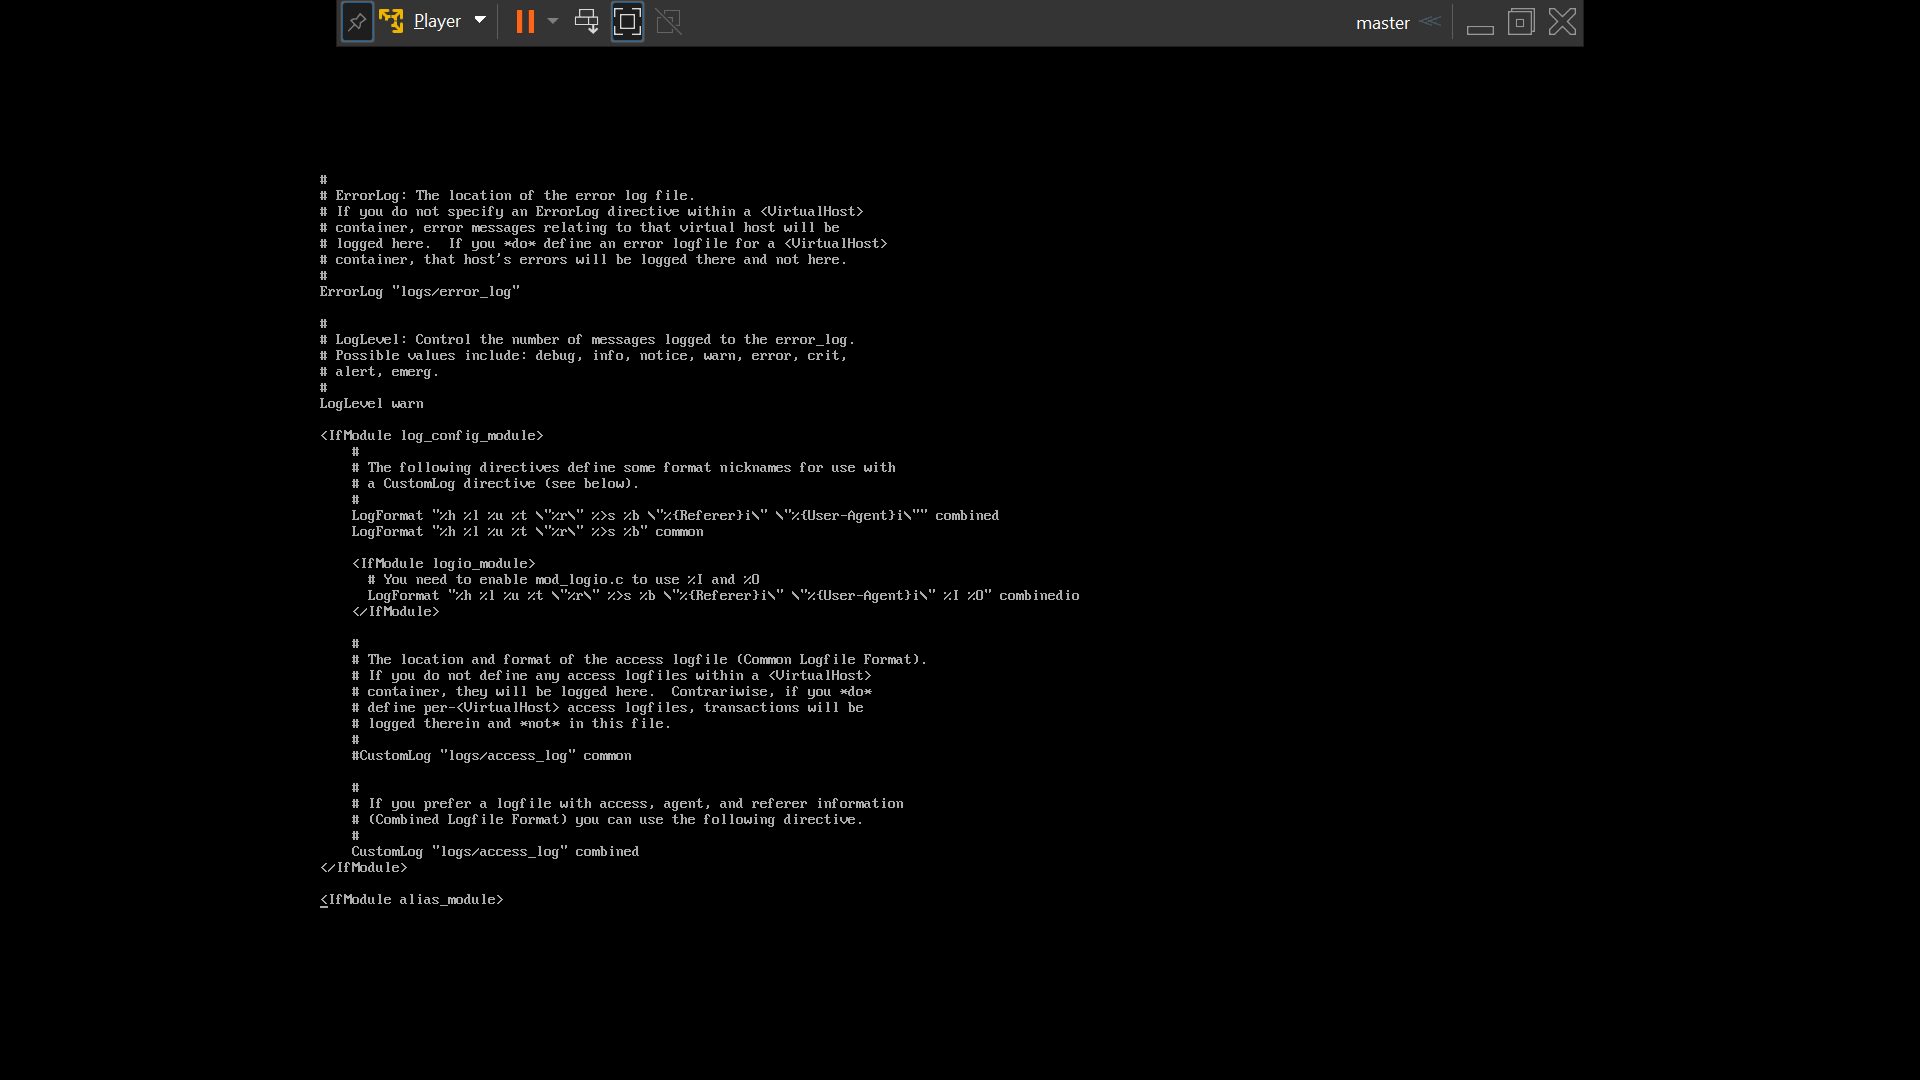 Player
master
#
# ErrorLog: The location of the error log file.
# If you do not specify an ErrorLog directive within a <VirtualHost>
# container, error messages relating to that virtual host will be
# logged here.  If you *do* define an error logfile for a <VirtualHost>
# container, that host's errors will be logged there and not here.
#
ErrorLog "logs/error_log"
#
# LogLevel: Control the number of messages logged to the error_log.
# Possible values include: debug, info, notice, warn, error, crit,
# alert, emerg.
#
LogLevel warn
<IfModule log_config_module>
    #
    # The following directives define some format nicknames for use with
    # a CustomLog directive (see below).
    #
    LogFormat "%h %l %u %t \"%r\" %>s %b \"%{Referer}i\" \"%{User-Agent}i\"" combined
    LogFormat "%h %l %u %t \"%r\" %>s %b" common
    <IfModule logio_module>
      # You need to enable mod_logio.c to use %I and %O
      LogFormat "%h %l %u %t \"%r\" %>s %b \"%{Referer}i\" \"%{User-Agent}i\" %I %O" combinedio
    </IfModule>
    #
    # The location and format of the access logfile (Common Logfile Format).
    # If you do not define any access logfiles within a <VirtualHost>
    # container, they will be logged here.  Contrariwise, if you *do*
    # define per-<VirtualHost> access logfiles, transactions will be
    # logged therein and *not* in this file.
    #
    #CustomLog "logs/access_log" common
    #
    # If you prefer a logfile with access, agent, and referer information
    # (Combined Logfile Format) you can use the following directive.
    #
    CustomLog "logs/access_log" combined
</IfModule>
<IfModule alias_module>